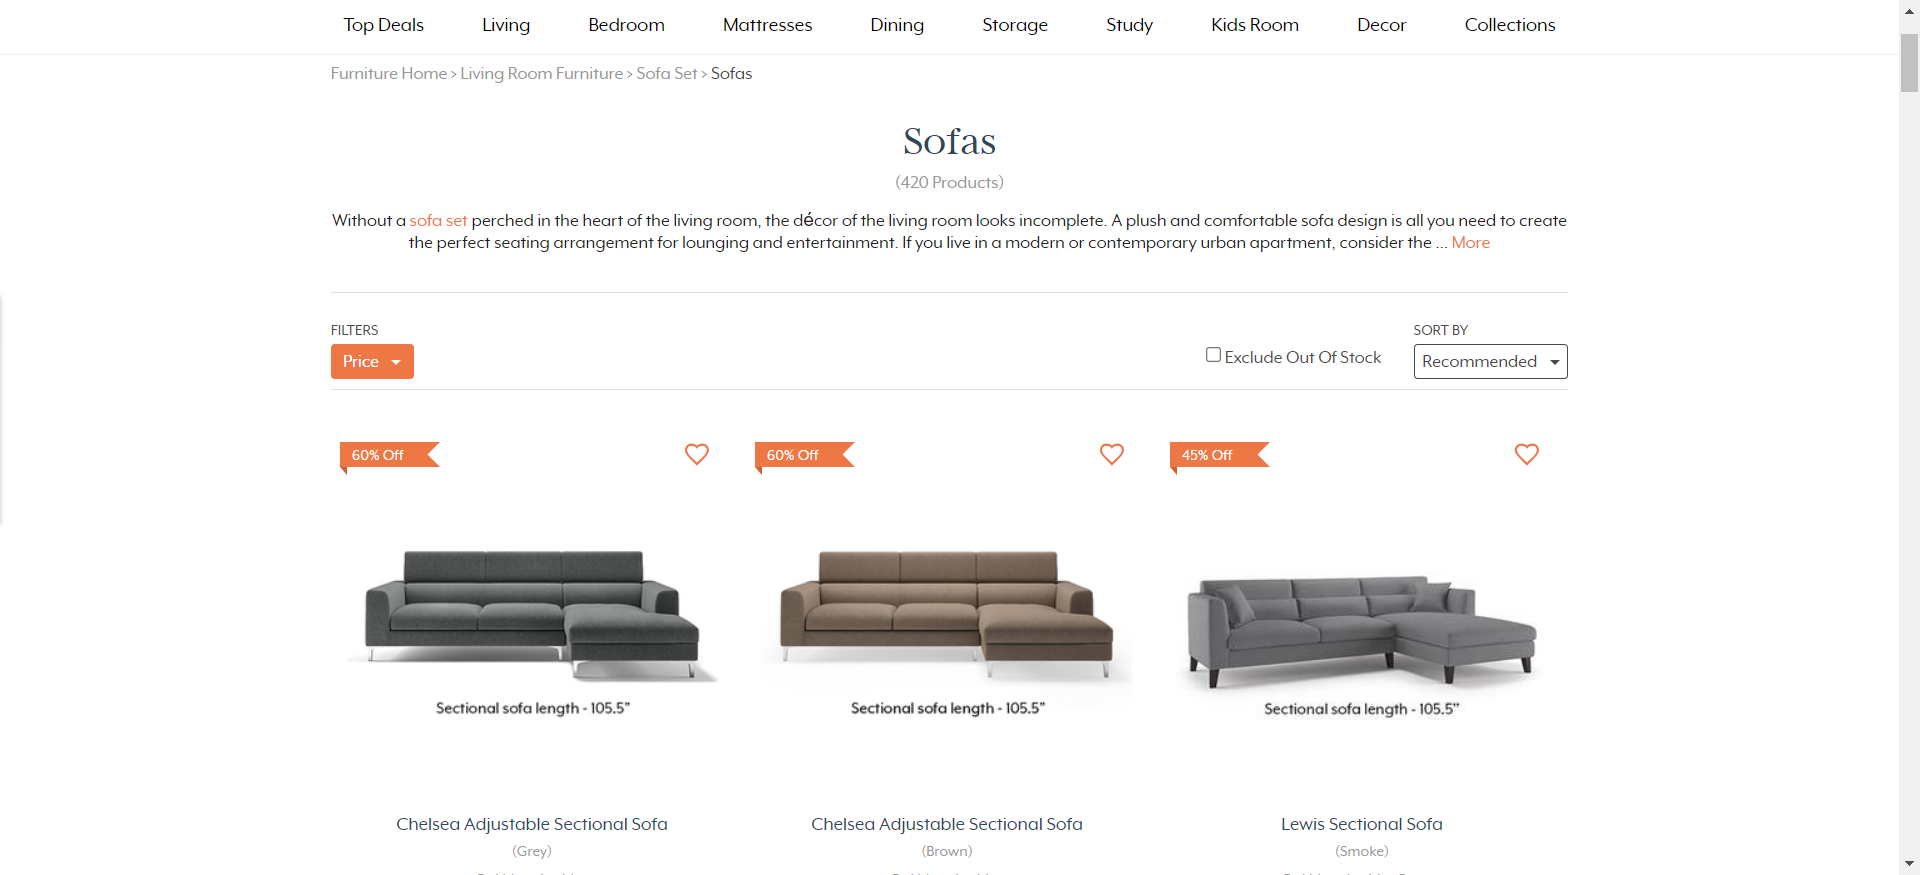 Top Deals Living Bedroom Mattresses Dining Storage Study Kids Room Decor Collections
Furniture Home > Living Room Furniture > Sofa Set > Sofas
Sofas
(420 Products)
Without a sofa set perched in the heart of the living room, the décor of the living room looks incomplete. A plush and comfortable sofa design is all you need to create
the perfect seating arrangement for lounging and entertainment. If you live in a modern or contemporary urban apartment, consider the ... More
FILTERS
Price
Exclude Out Of Stock
SORT BY
Recommended
60% Off
60% Off
45% Off
Sectional sofa length - 105.5"
Sectional sofa length - 105.5"
Sectional sofa length - 105.5"
Chelsea Adjustable Sectional Sofa
(Grey)
Chelsea Adjustable Sectional Sofa
(Brown)
Lewis Sectional Sofa
(Smoke)